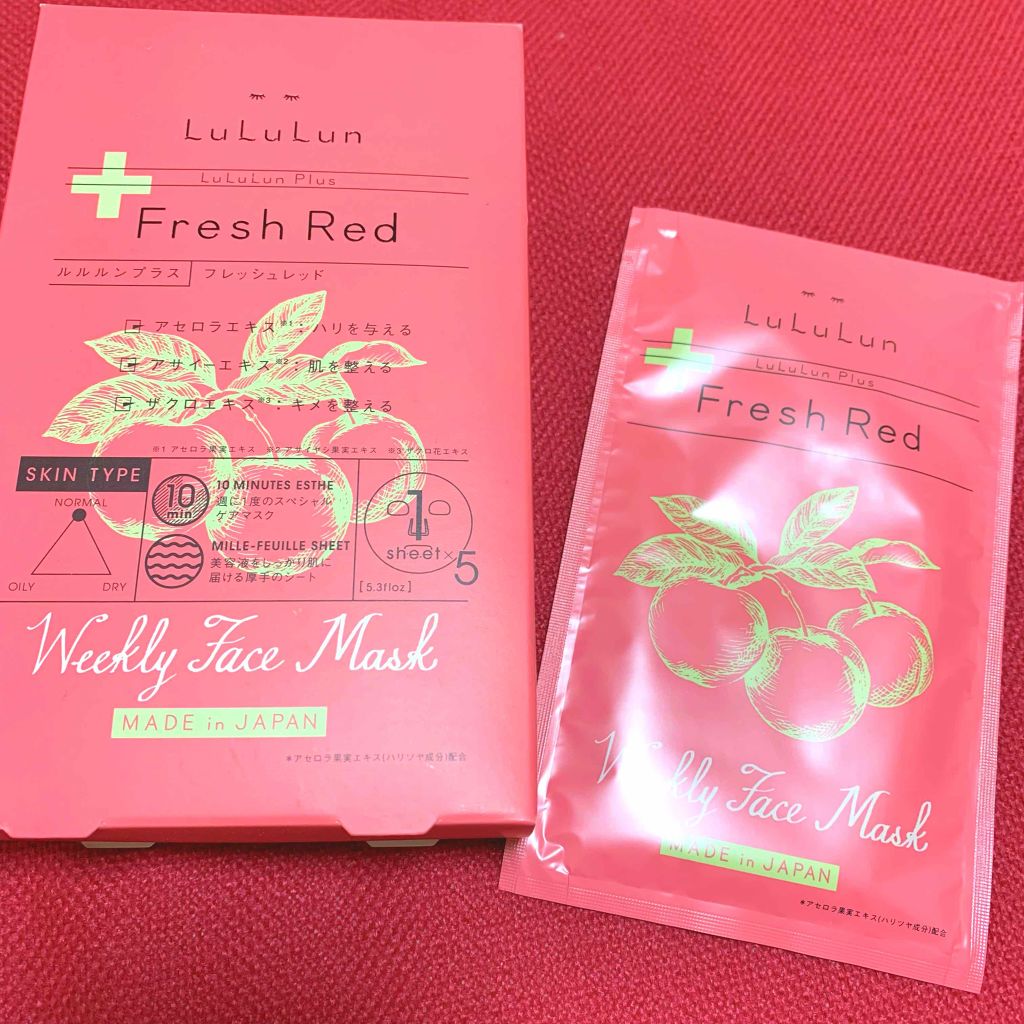 LuLuLun
LuLuLun Plus
Fresh Red
ルルルンプラス フレッシュレッド
アセロラエキス※1:ハリを与える
アサイーエキス※2:肌を整える
ザクロエキス※3:キメを整える
※1 アセロラ果実エキス ※2 アサイヤシ果実エキス ※3 ザクロ花エキス
SKIN TYPE
NORMAL
OILY DRY
10 min
10 MINUTES ESTHE
週に1度のスペシャル
ケアマスク
MILLE-FEUILLE SHEET
美容液をしっかり肌に
届ける厚手のシート
1
sheet×5
[5.3floz]
Weekly Face Mask
MADE in JAPAN
*アセロラ果実エキス(ハリツヤ成分)配合
LuLuLun
LuLuLun Plus
Fresh Red
Weekly Face Mask
MADE in JAPAN
*アセロラ果実エキス(ハリツヤ成分)配合